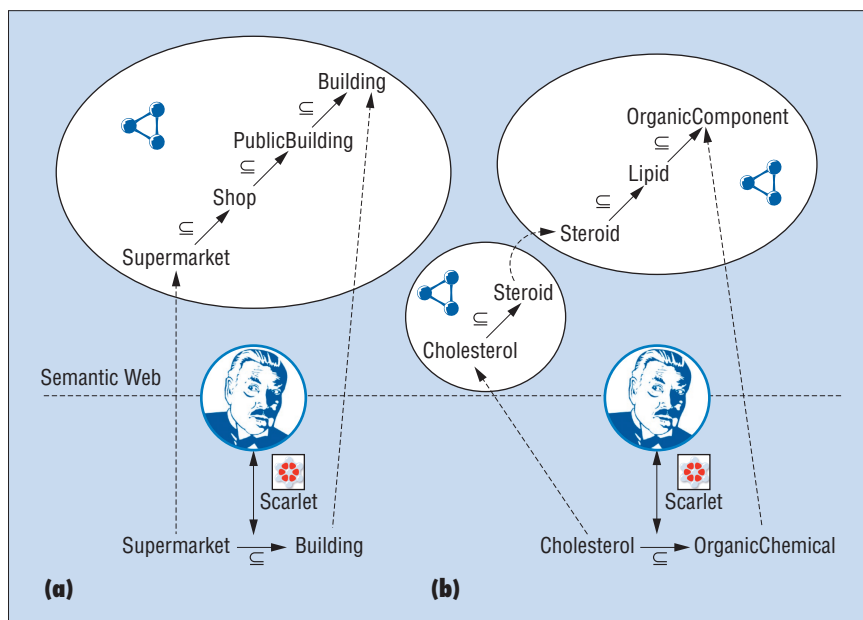 Building
⊆
PublicBuilding
⊆
Shop
⊆
Supermarket
OrganicComponent
⊆
Lipid
⊆
Steroid
Steroid
⊆
Cholesterol
Semantic Web
Scarlet
Supermarket ⊆ Building
(a)
Scarlet
Cholesterol ⊆ OrganicChemical
(b)